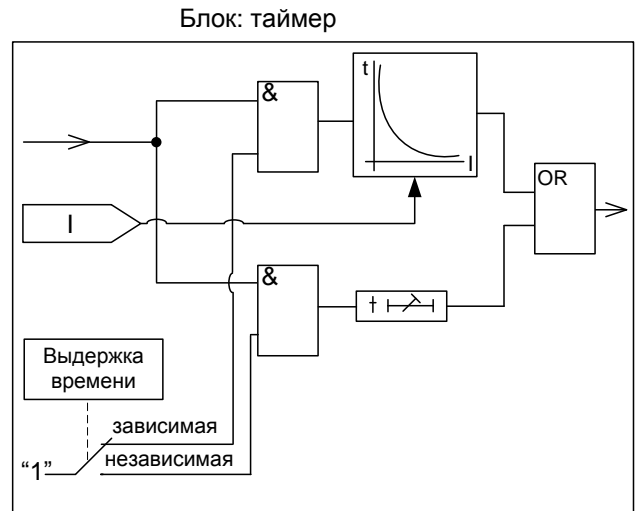 Блок: таймер
&
t
I
OR
I
&
t
Выдержка
времени
зависимая
независимая
“1”